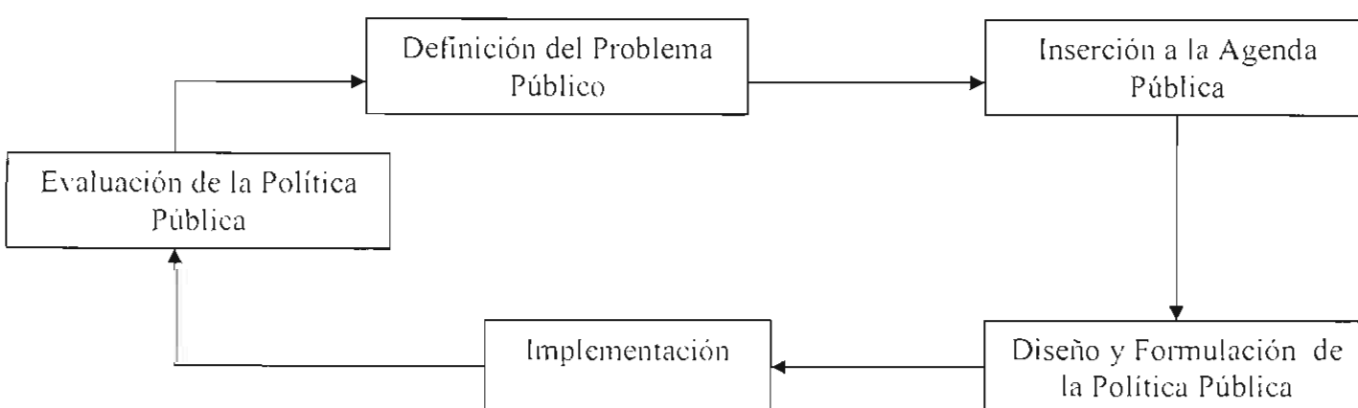 Definición del Problema
Público
Inserción a la Agenda
Pública
Evaluación de la Política
Pública
Implementación
Diseño y Formulación de
la Política Pública